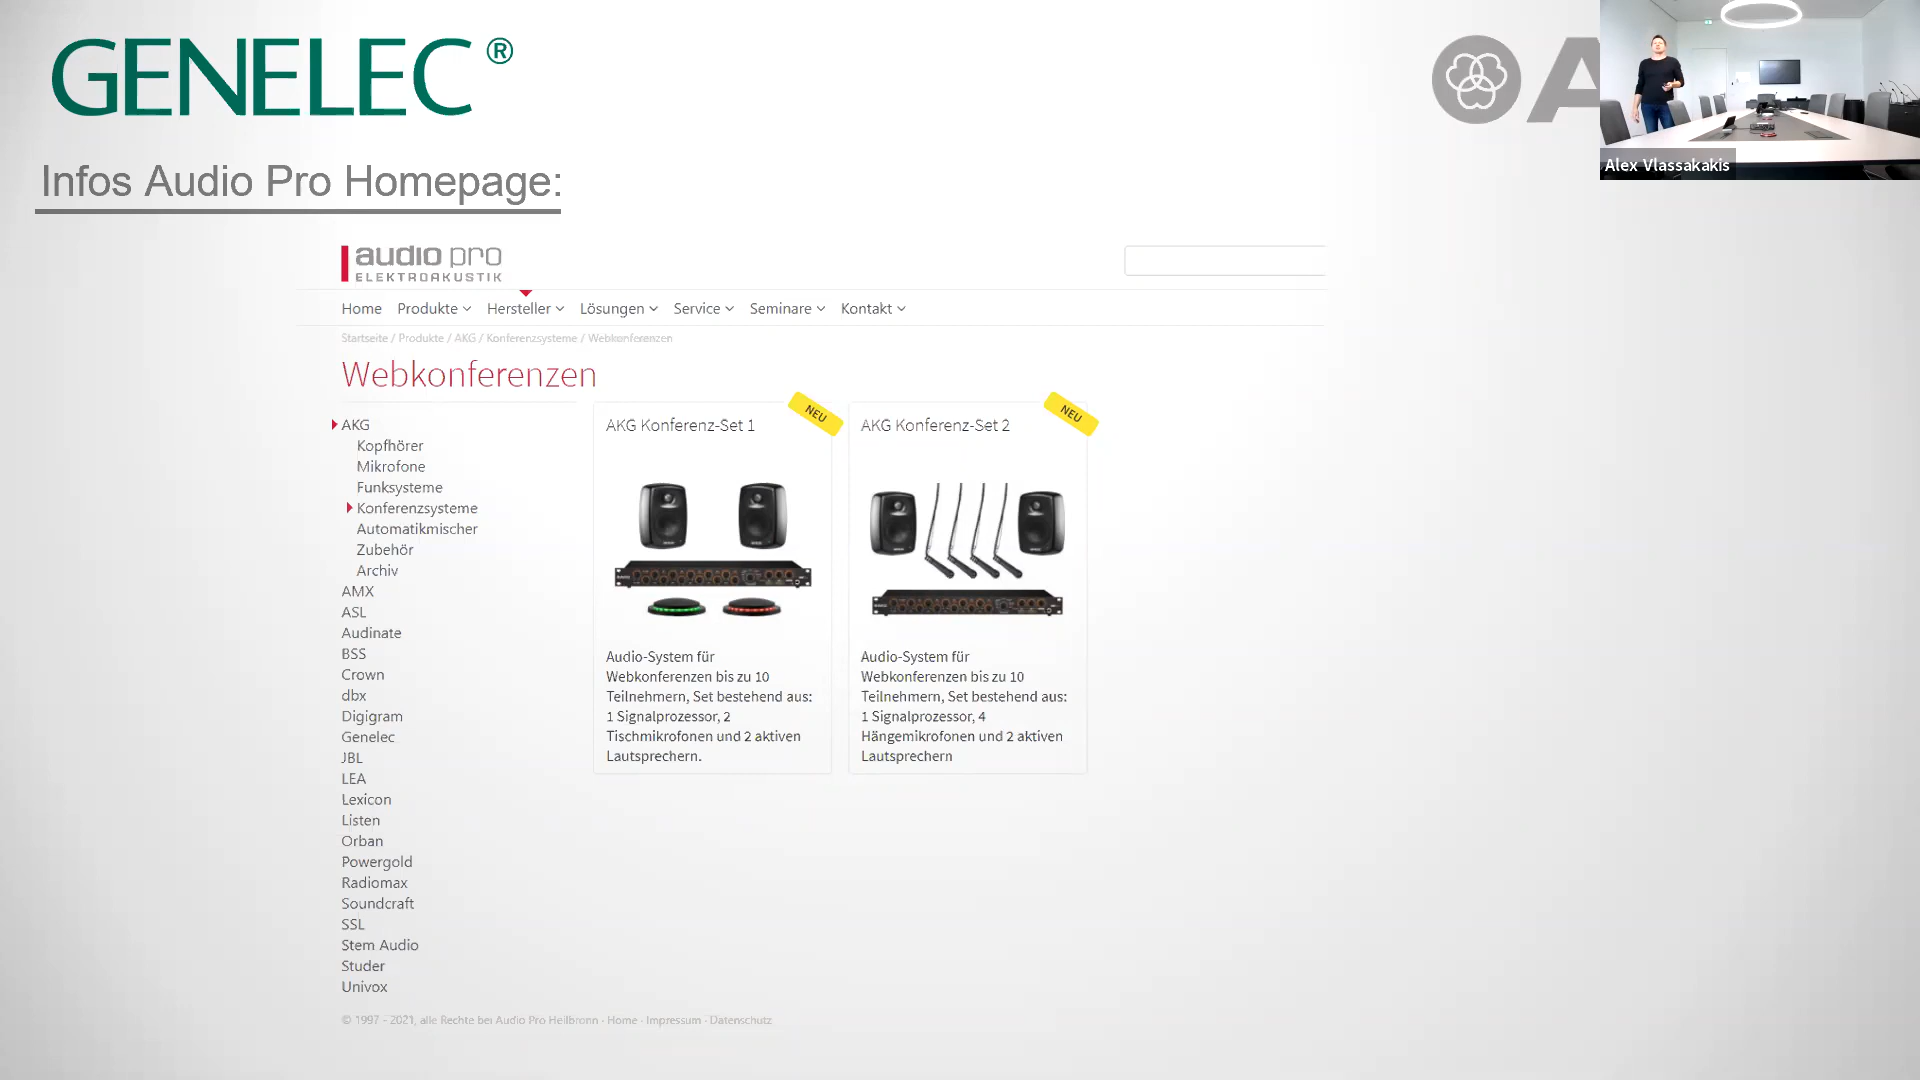 GENELEC®
A
Alex Vlassakakis
Infos Audio Pro Homepage:
audio pro
ELEKTROAKUSTIK
Home Produkte Hersteller Lösungen Service Seminare Kontakt
Startseite / Produkte / AKG / Konferenzsysteme / Webkonferenzen
Webkonferenzen
AKG
Kopfhörer
Mikrofone
Funksysteme
Konferenzsysteme
Automatikmischer
Zubehör
Archiv
AMX
ASL
Audinate
BSS
Crown
dbx
Digigram
Genelec
JBL
LEA
Lexicon
Listen
Orban
Powergold
Radiomax
Soundcraft
SSL
Stem Audio
Studer
Univox
NEU
AKG Konferenz-Set 1
Audio-System für
Webkonferenzen bis zu 10
Teilnehmern, Set bestehend aus:
1 Signalprozessor, 2
Tischmikrofonen und 2 aktiven
Lautsprechern.
NEU
AKG Konferenz-Set 2
Audio-System für
Webkonferenzen bis zu 10
Teilnehmern, Set bestehend aus:
1 Signalprozessor, 4
Hängemikrofonen und 2 aktiven
Lautsprechern
© 1997 - 2021, alle Rechte bei Audio Pro Heilbronn · Home · Impressum · Datenschutz